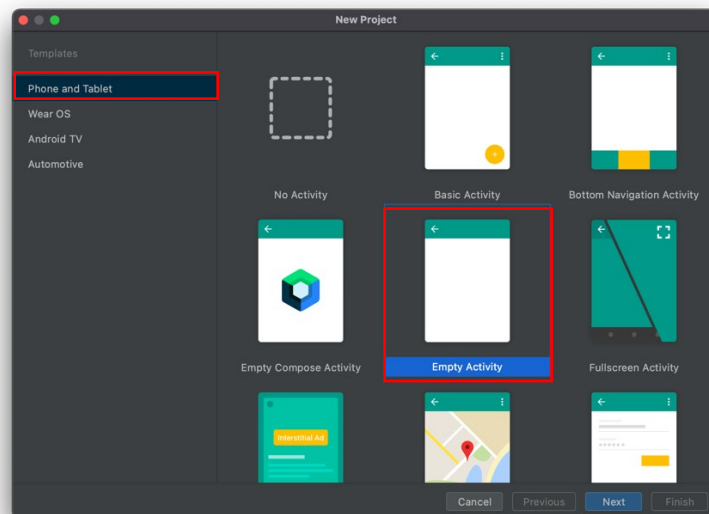 New Project
Templates
Phone and Tablet
Wear OS
Android TV
Automotive
No Activity
Basic Activity
Bottom Navigation Activity
Empty Compose Activity
Empty Activity
Fullscreen Activity
Interstitial Ad
Cancel
Previous
Next
Finish